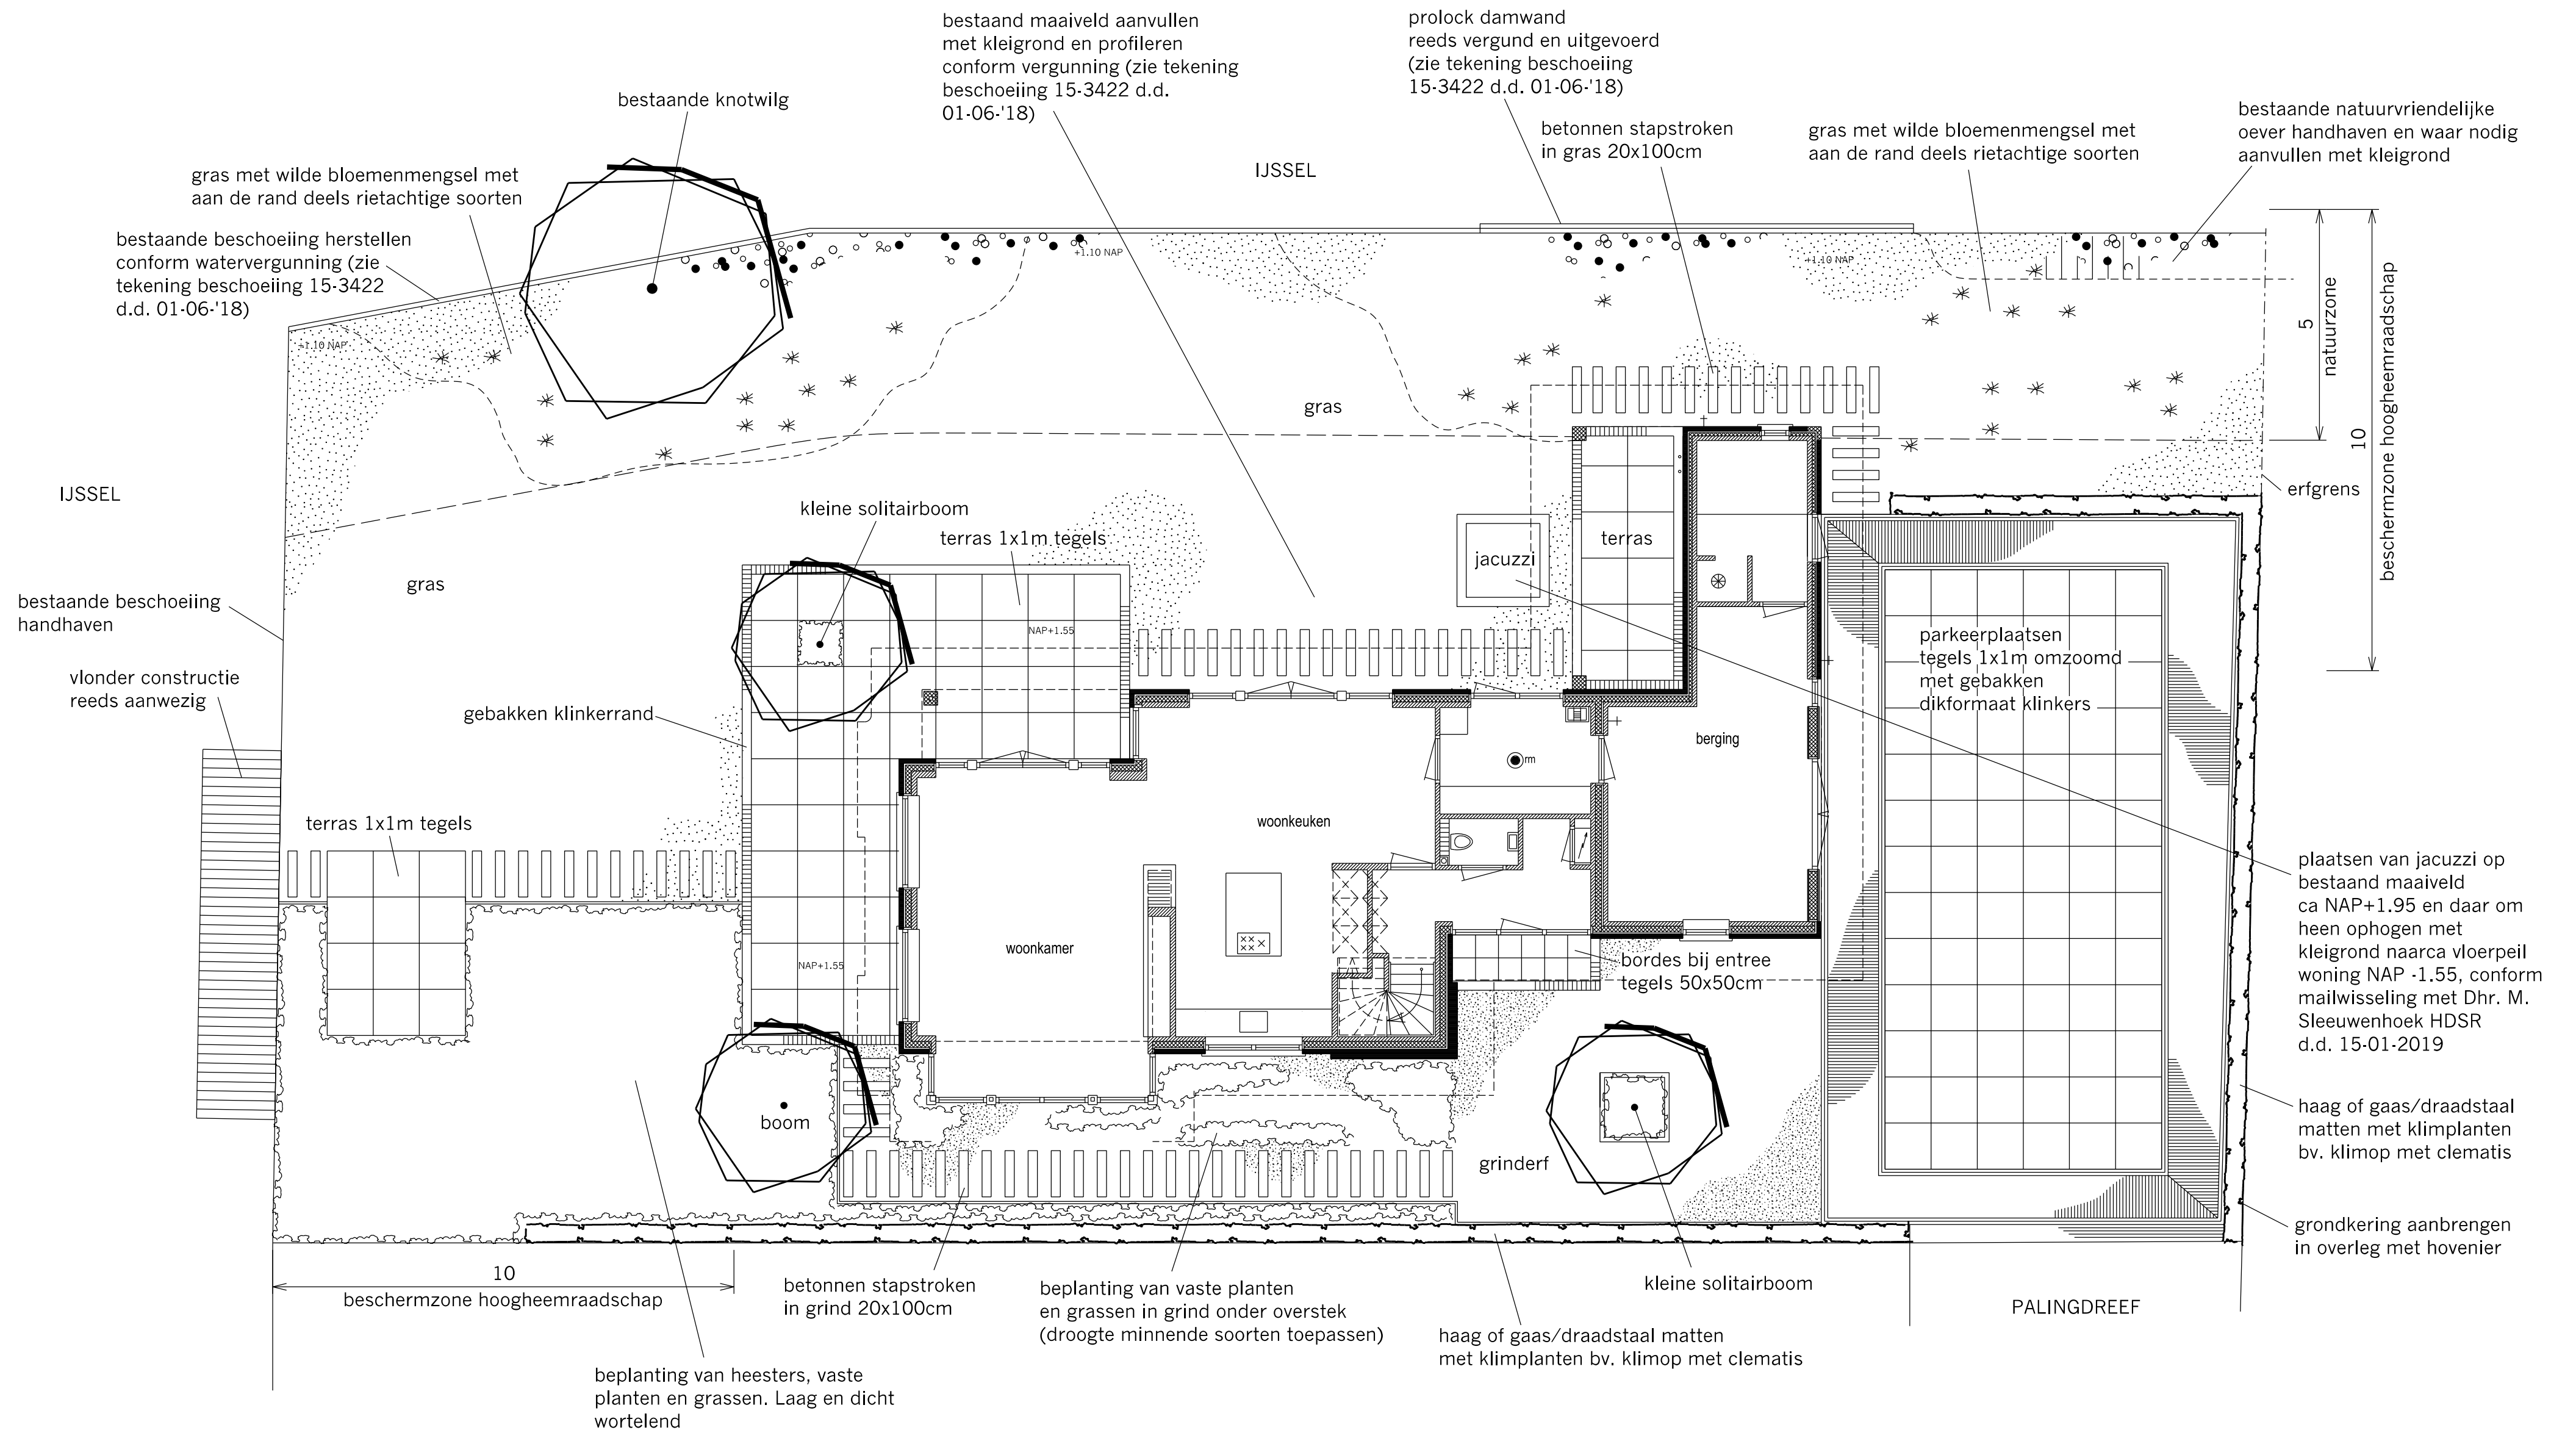 bestaand maaiveld aanvullen
met kleigrond en profileren
conform vergunning (zie tekening
beschoeiing 15-3422 d.d.
01-06-'18)
prolock damwand
reeds vergund en uitgevoerd
(zie tekening beschoeiing
15-3422 d.d. 01-06-'18)
bestaande knotwilg
betonnen stapstroken
in gras 20x100cm
gras met wilde bloemenmengsel met
aan de rand deels rietachtige soorten
bestaande natuurvriendelijke
oever handhaven en waar nodig
aanvullen met kleigrond
IJSSEL
gras met wilde bloemenmengsel met
aan de rand deels rietachtige soorten
bestaande beschoeiing herstellen
conform watervergunning (zie
tekening beschoeiing 15-3422
d.d. 01-06-'18)
+1.10 NAP
+1.10 NAP
+1.10 NAP
5
natuurzone
10
beschermzone hoogheemraadschap
gras
IJSSEL
erfgrens
kleine solitairboom
terras 1x1m tegels
terras
jacuzzi
gras
bestaande beschoeiing
handhaven
NAP+1.55
parkeerplaatsen
tegels 1x1m omzoomd
met gebakken
dikformaat klinkers
vlonder constructie
reeds aanwezig
gebakken klinkerrand
berging
rm
terras 1x1m tegels
woonkeuken
plaatsen van jacuzzi op
bestaand maaiveld
ca NAP+1.95 en daar om
heen ophogen met
kleigrond naarca vloerpeil
woning NAP -1.55, conform
mailwisseling met Dhr. M.
Sleeuwenhoek HDSR
d.d. 15-01-2019
woonkamer
NAP+1.55
bordes bij entree
tegels 50x50cm
boom
grinderf
haag of gaas/draadstaal
matten met klimplanten
bv. klimop met clematis
grondkering aanbrengen
in overleg met hovenier
10
beschermzone hoogheemraadschap
betonnen stapstroken
in grind 20x100cm
beplanting van vaste planten
en grassen in grind onder overstek
(droogte minnende soorten toepassen)
kleine solitairboom
PALINGDREEF
haag of gaas/draadstaal matten
met klimplanten bv. klimop met clematis
beplanting van heesters, vaste
planten en grassen. Laag en dicht
wortelend